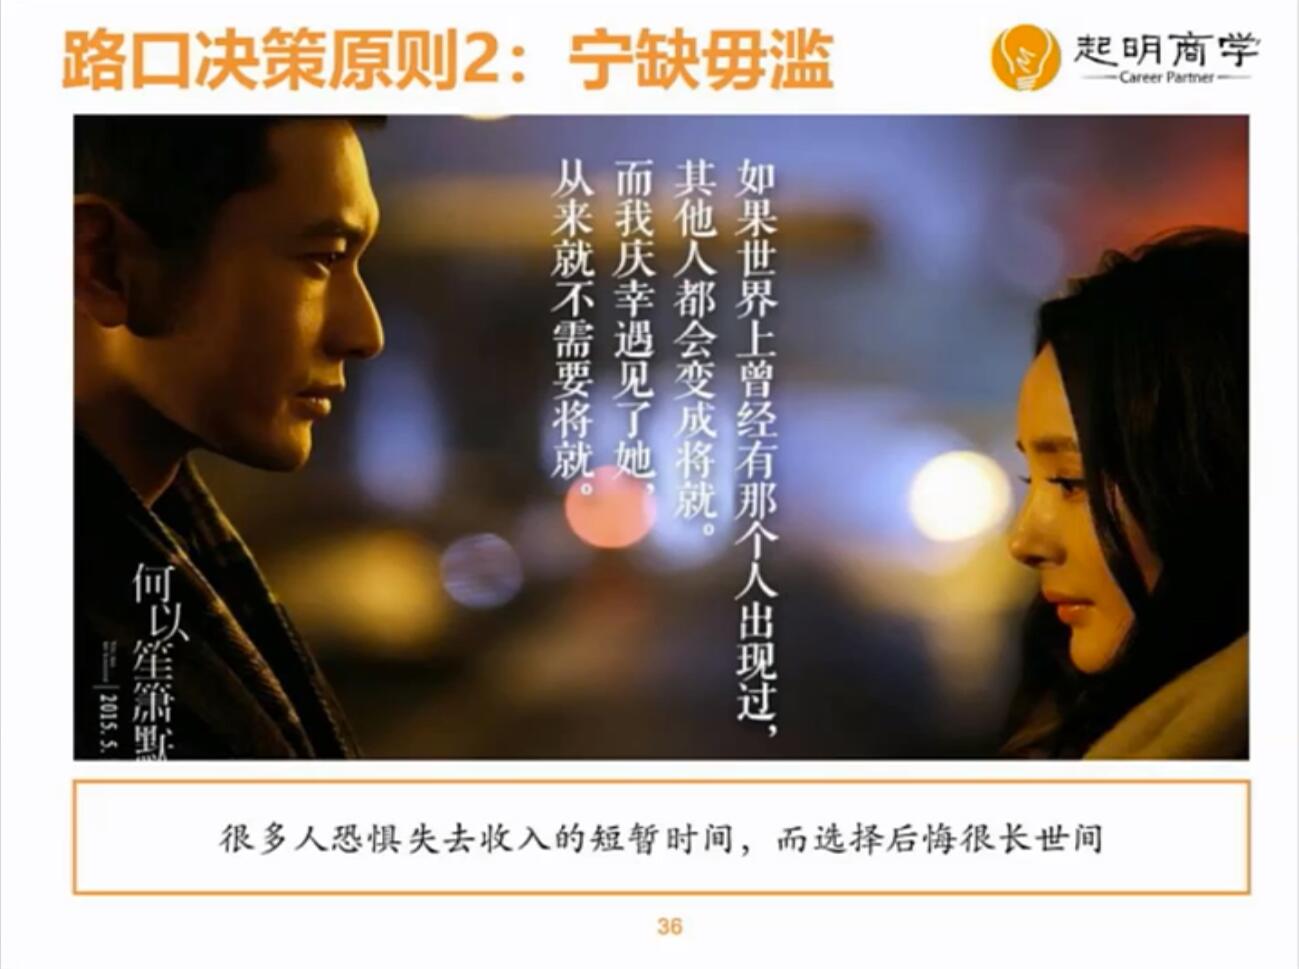 路口决策原则2：宁缺毋滥
起明商学
Career Partner
如果世界上曾经有那个人出现过，
其他人都会变成将就。
而我庆幸遇见了她，
从来就不需要将就。
何以笙箫默
2015. 5.
很多人恐惧失去收入的短暂时间，而选择后悔很长世间
36